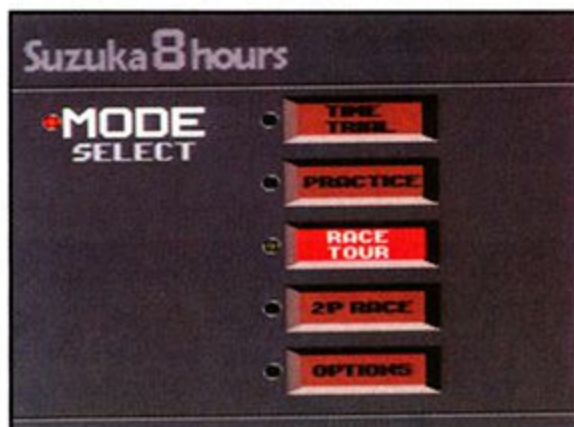 Suzuka 8 hours
MODE
SELECT
TIME
TRIAL
PRACTICE
RACE
TOUR
2P RACE
OPTIONS